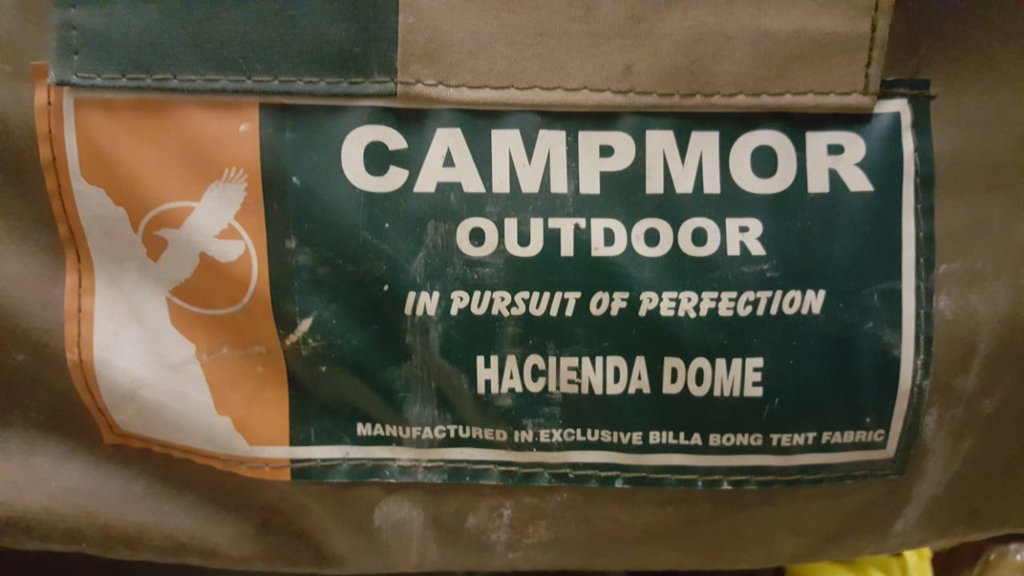 CAMPMOR
OUTDOOR
IN PURSUIT OF PERFECTION
HACIENDA DOME
MANUFACTURED IN EXCLUSIVE BILLA BONG TENT FABRIC